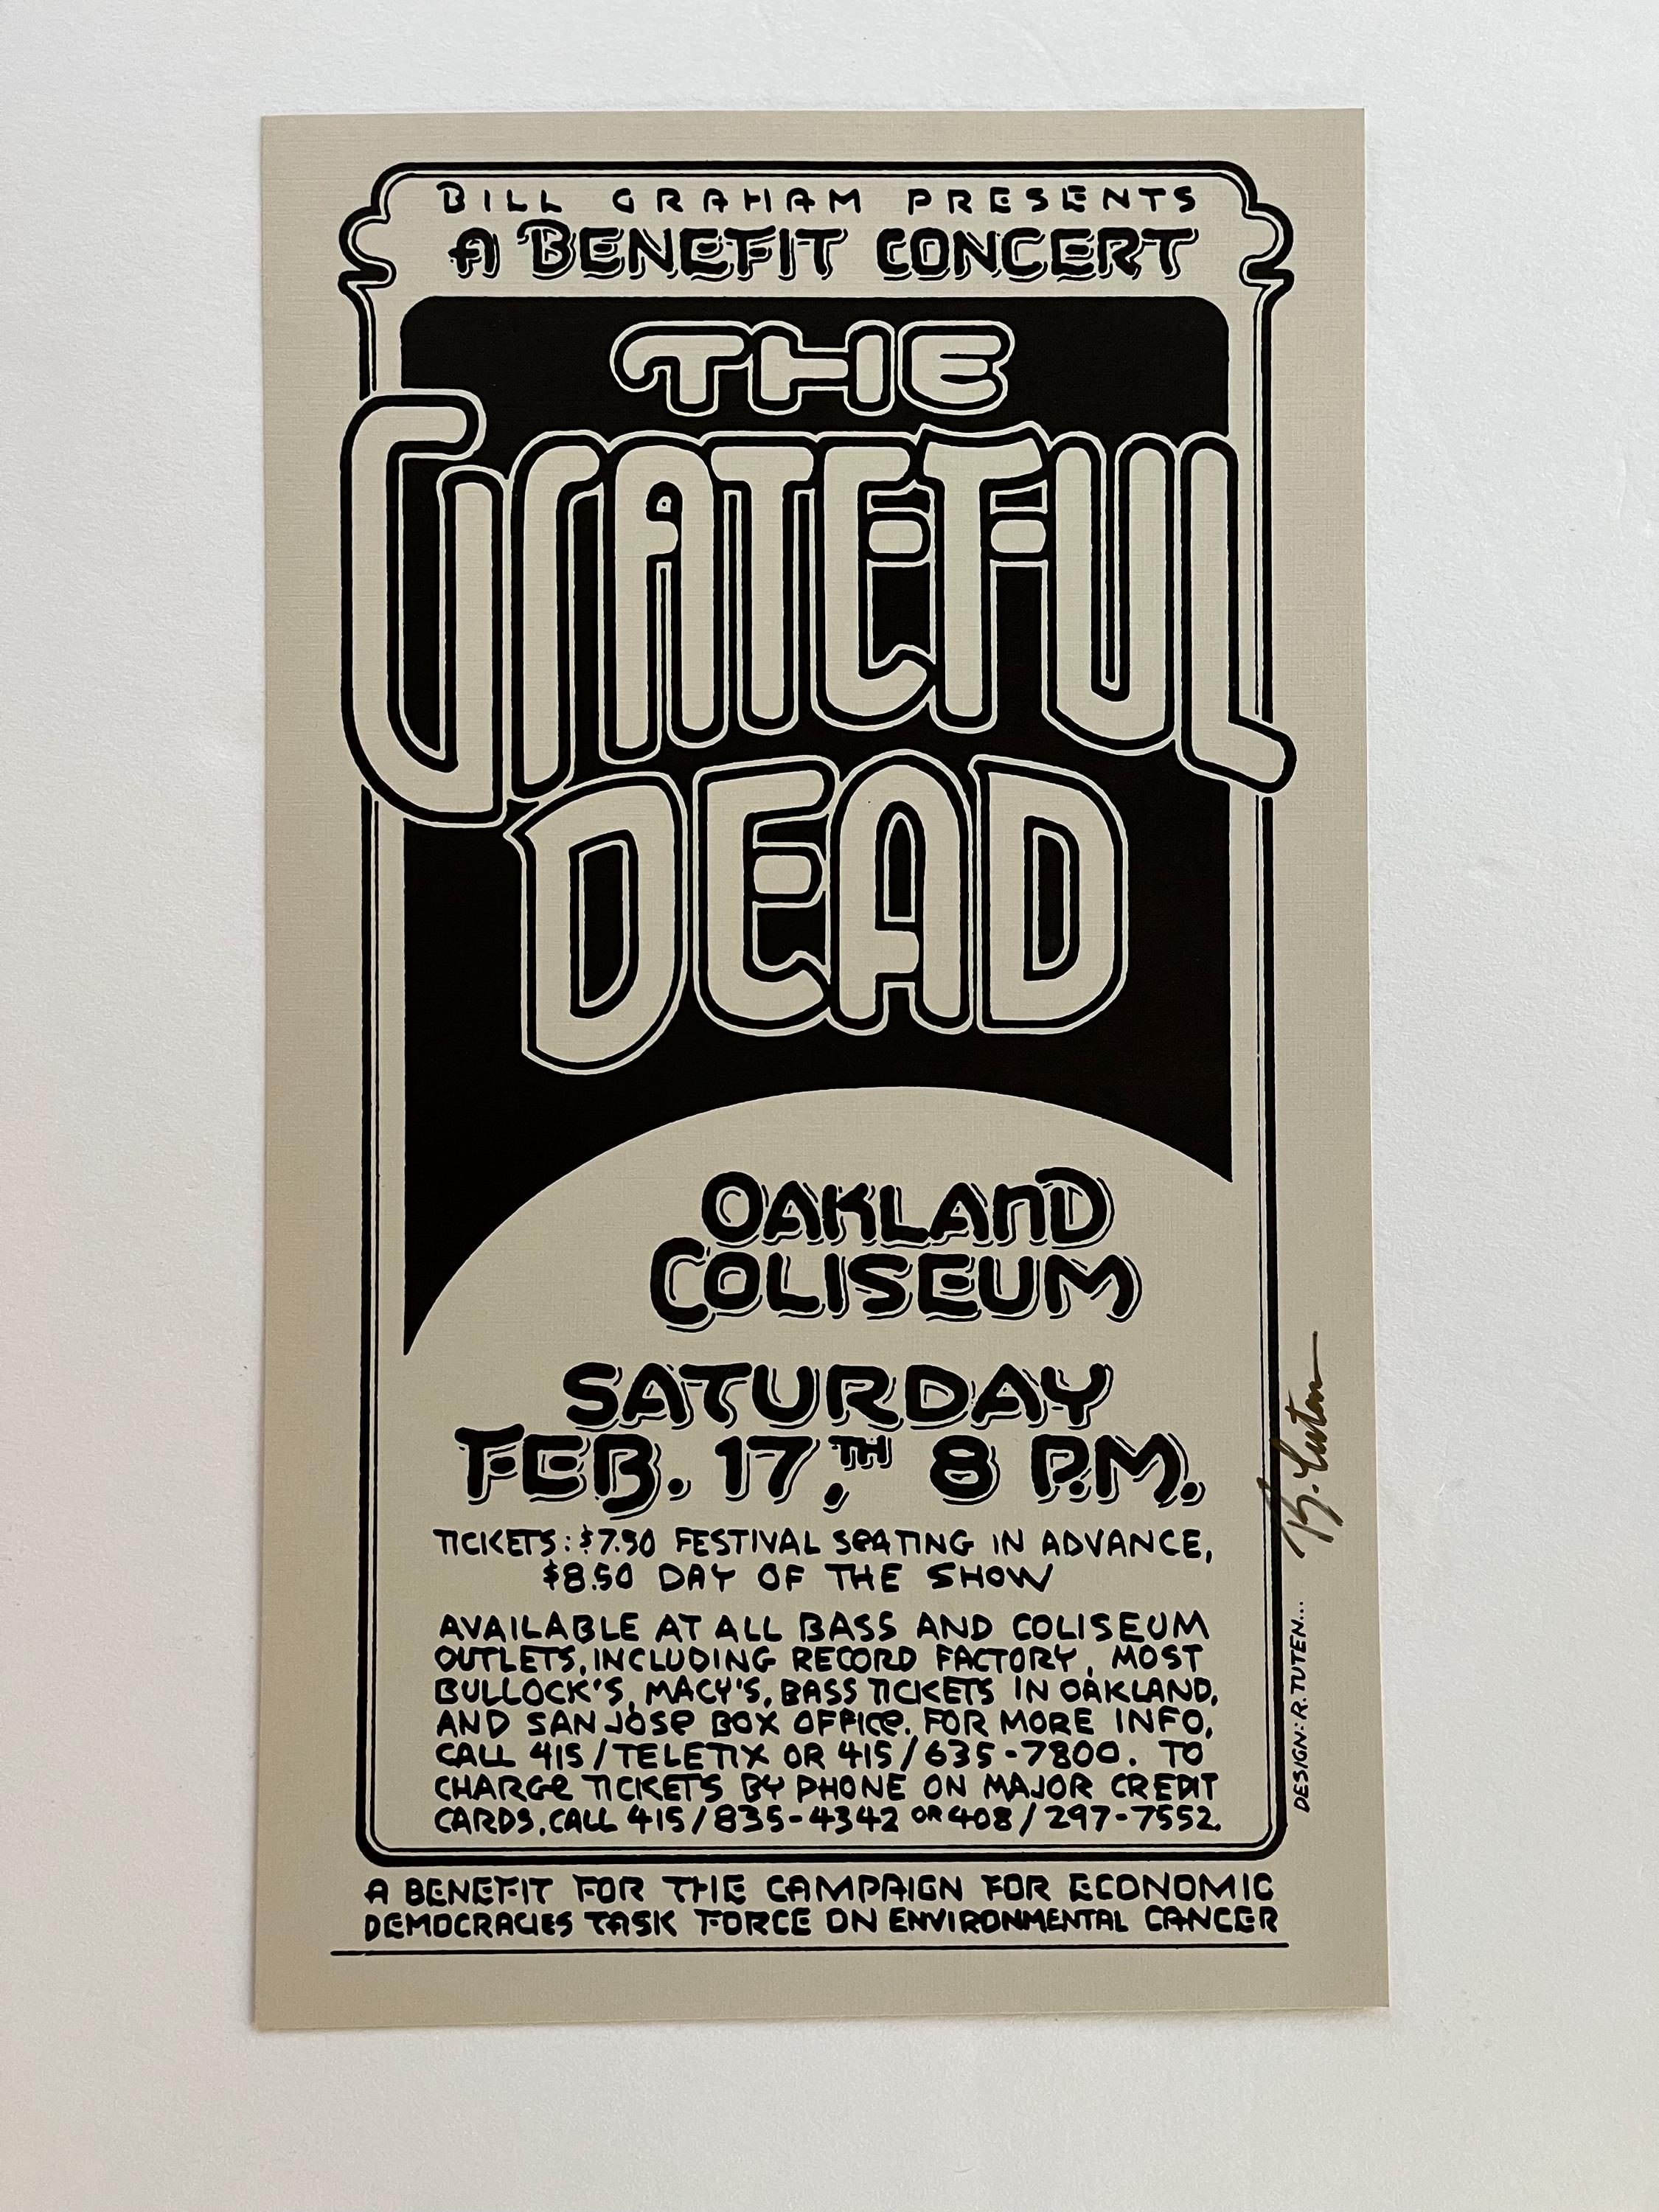 BILL GRAHAM PRESENTS
A BENEFIT CONCERT
THE
GRATEFUL
DEAD
OAKLAND
COLISEUM
SATURDAY
FEB. 17,TH 8 P.M.
TICKETS: $7.50 FESTIVAL SEATING IN ADVANCE,
$8.50 DAY OF THE SHOW
AVAILABLE AT ALL BASS AND COLISEUM
OUTLETS, INCLUDING RECORD FACTORY, MOST
BULLOCK'S, MACY'S, BASS TICKETS IN OAKLAND,
AND SAN JOSE BOX OFFICE. FOR MORE INFO,
CALL 415/TELETIX OR 415/635-7800. TO
CHARGE TICKETS BY PHONE ON MAJOR CREDIT
CARDS, CALL 415/835-4342 OR 408/297-7552.
A BENEFIT FOR THE CAMPAIGN FOR ECONOMIC
DEMOCRACIES TASK FORCE ON ENVIRONMENTAL CANCER
DESIGN: R. TUTEN...
R. Tuten